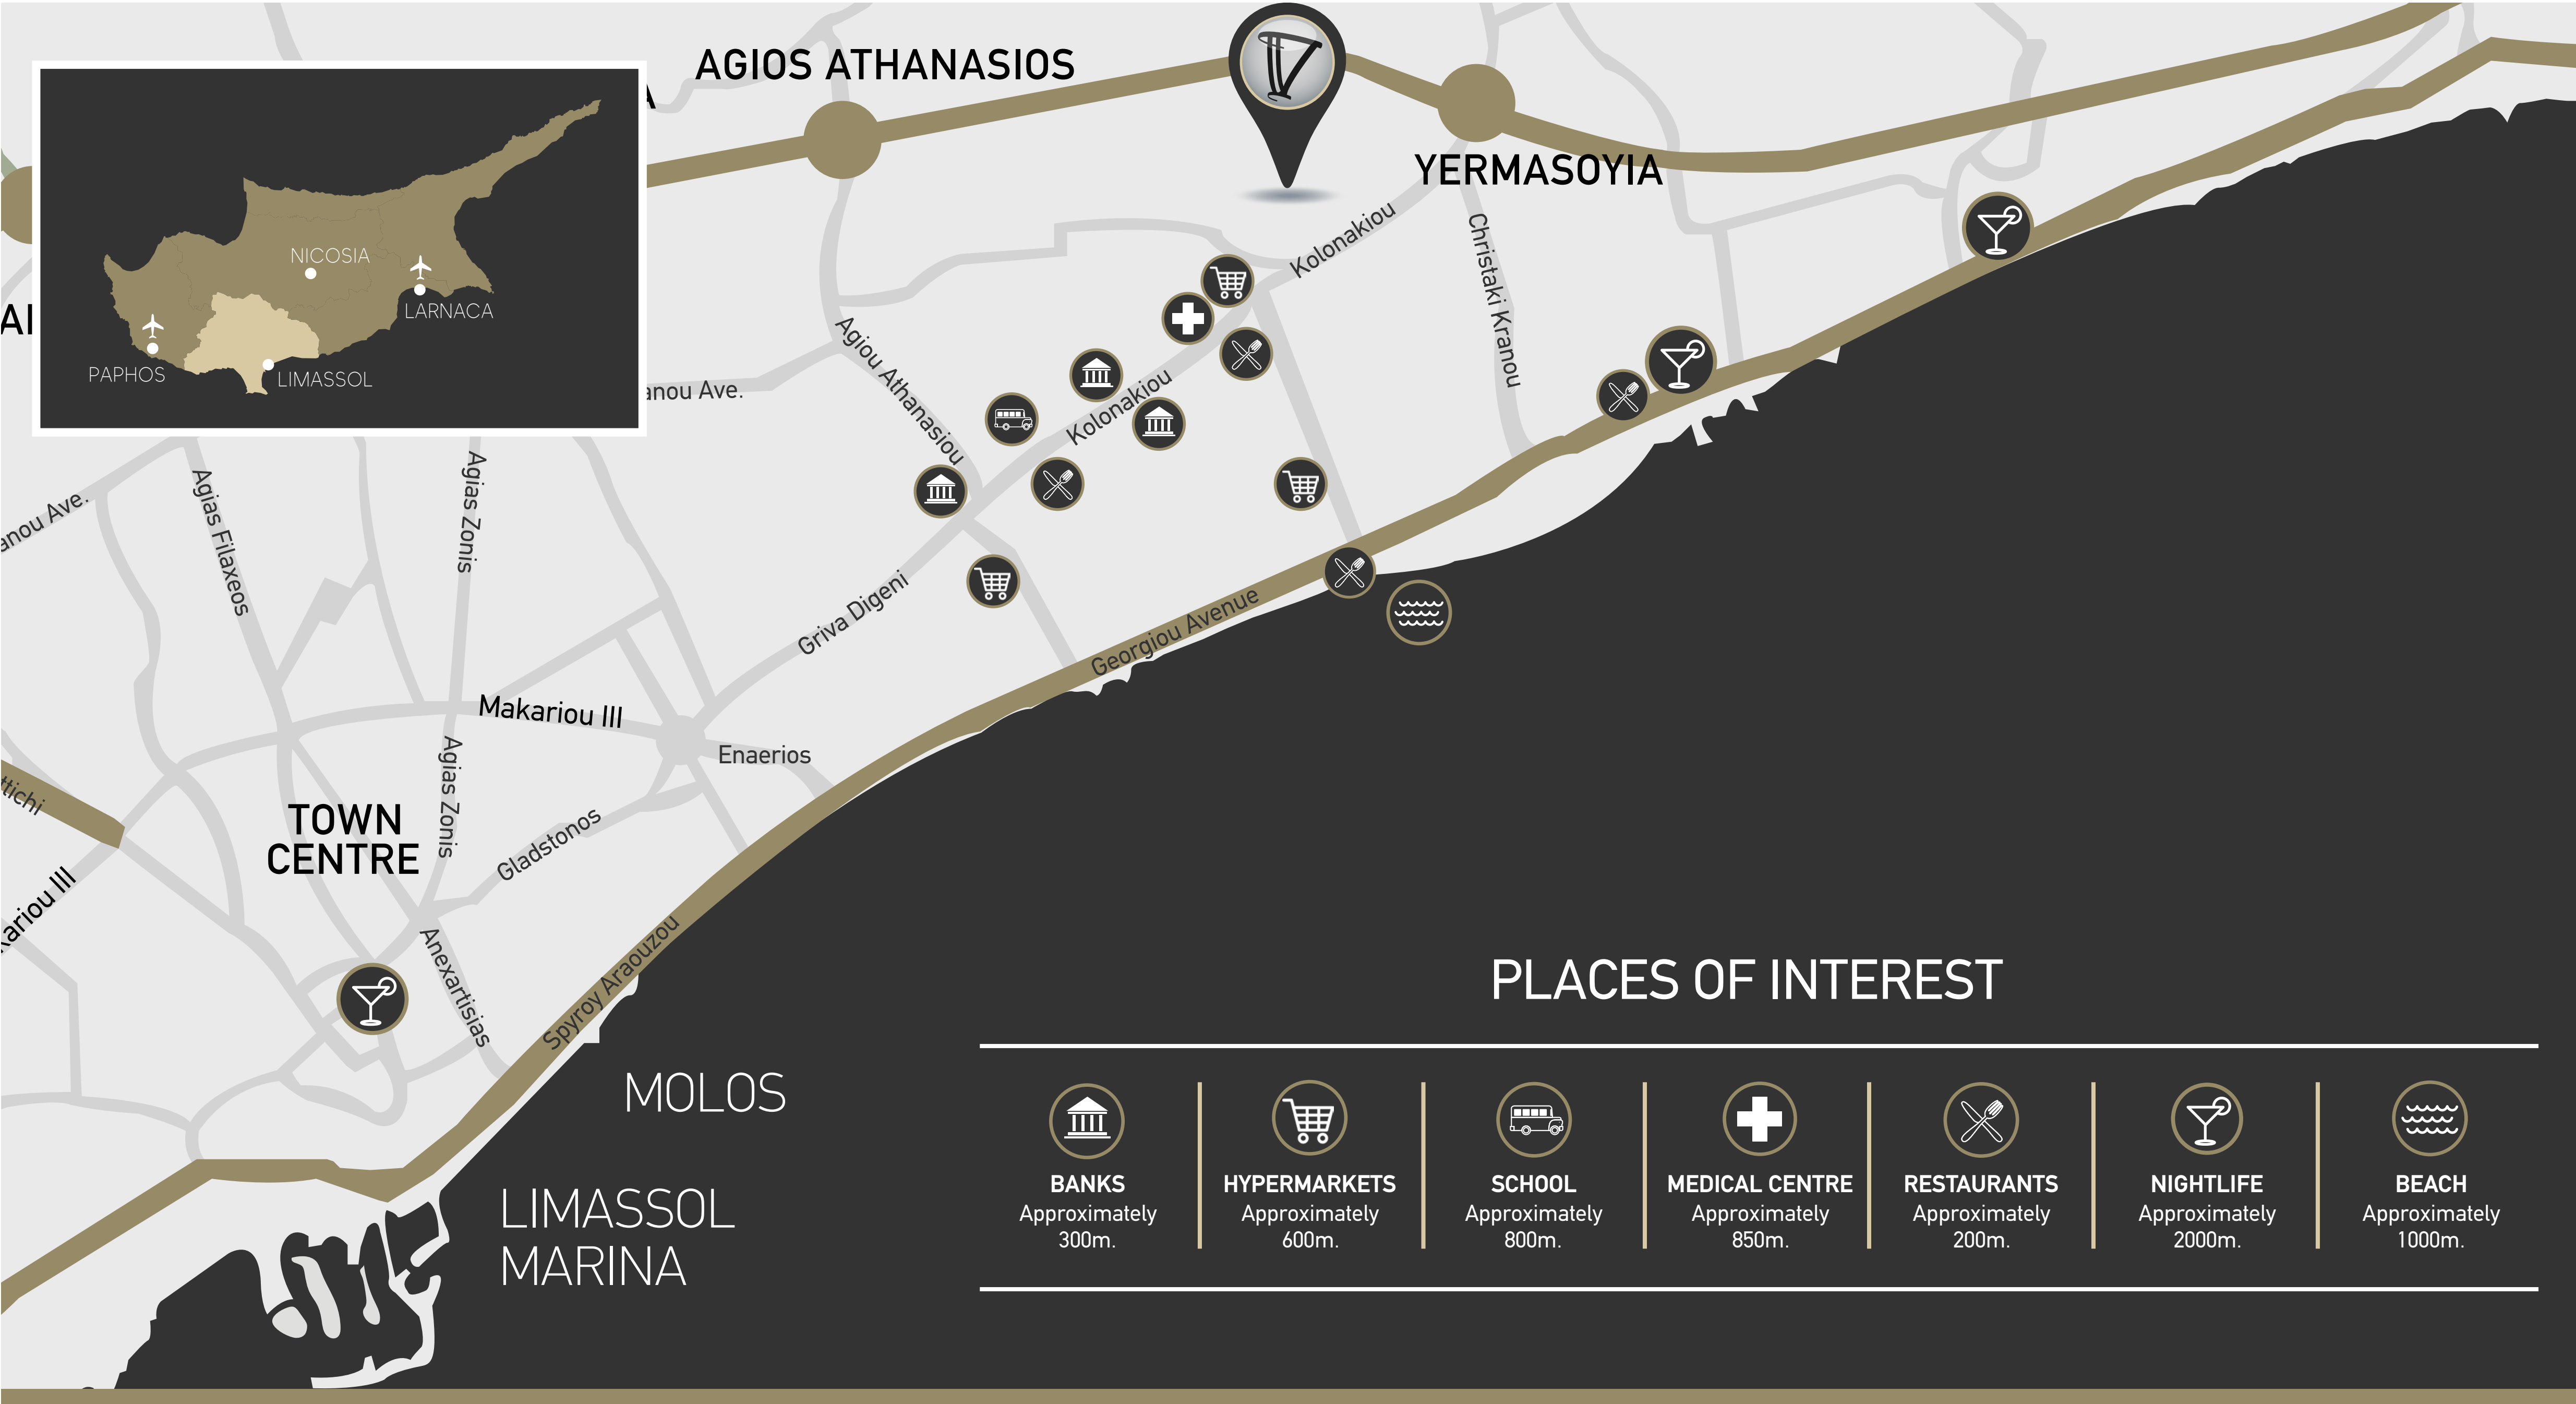 AGIOS ATHANASIOS
YERMASOYIA
NICOSIA
LARNACA
PAPHOS
LIMASSOL
Kolonakiou
Christaki Kranou
Agiou Athanasiou
Kolonakiou
anou Ave.
anou Ave.
Agias Filaxeos
Agias Zonis
Griva Digeni
Georgiou Avenue
Makariou III
Enaerios
Agias Zonis
ttichi
TOWN
CENTRE
Gladstonos
kariou III
Anexartisias
Spyroy Araouzou
MOLOS
LIMASSOL
MARINA
PLACES OF INTEREST
BANKS
Approximately
300m.
HYPERMARKETS
Approximately
600m.
SCHOOL
Approximately
800m.
MEDICAL CENTRE
Approximately
850m.
RESTAURANTS
Approximately
200m.
NIGHTLIFE
Approximately
2000m.
BEACH
Approximately
1000m.